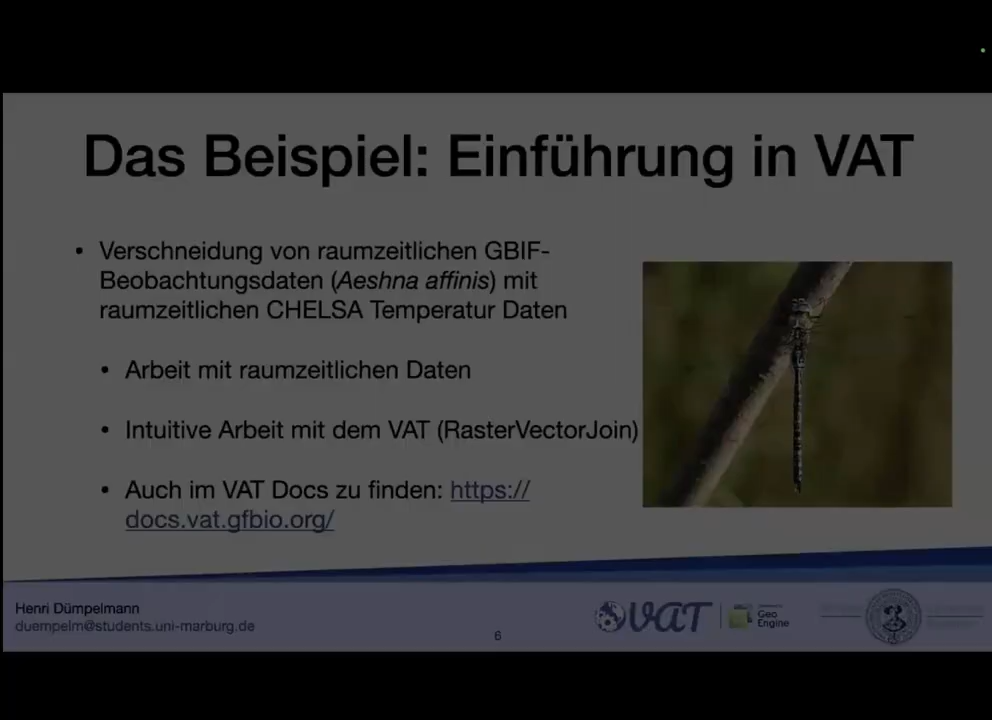 Das Beispiel: Einführung in VAT
• Verschneidung von raumzeitlichen GBIF-
Beobachtungsdaten (Aeshna affinis) mit
raumzeitlichen CHELSA Temperatur Daten
• Arbeit mit raumzeitlichen Daten
• Intuitive Arbeit mit dem VAT (RasterVectorJoin)
• Auch im VAT Docs zu finden: https://
docs.vat.gfbio.org/
Henri Dümpelmann
duempelm@students.uni-marburg.de
6
VAT
Geo
Engine